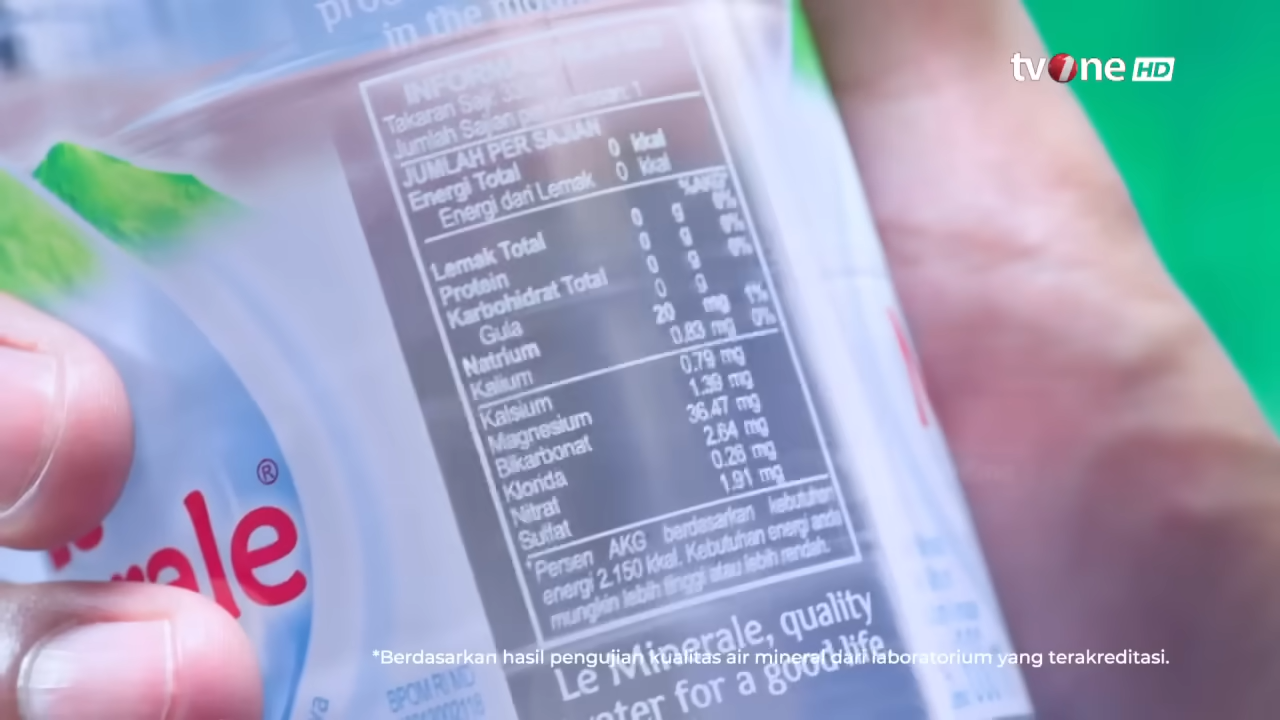 in the
tvOne HD
Takaran Saji
Jumlah Sajian per 1
JUMLAH PER SAJIAN
Energi Total 0 kkal
Energi dari Lemak 0 kkal
%AKG*
Lemak Total 0 g 0%
Protein 0 g 0%
Karbohidrat Total 0 g 0%
Gula 0 g
Natrium 20 mg 1%
Kalium 0.83 mg 0%
Kalsium 0.79 mg
Magnesium 1.39 mg
Bikarbonat 36.47 mg
Klorida 2.64 mg
Nitrat 0.26 mg
Sulfat 1.91 mg
*Persen AKG berdasarkan kebutuhan
energi 2.150 kkal. Kebutuhan energi anda
mungkin lebih tinggi atau lebih rendah.
Le Minerale, quality
water for a good life
rale®
BPOM RI MD
*Berdasarkan hasil pengujian kualitas air mineral dari laboratorium yang terakreditasi.